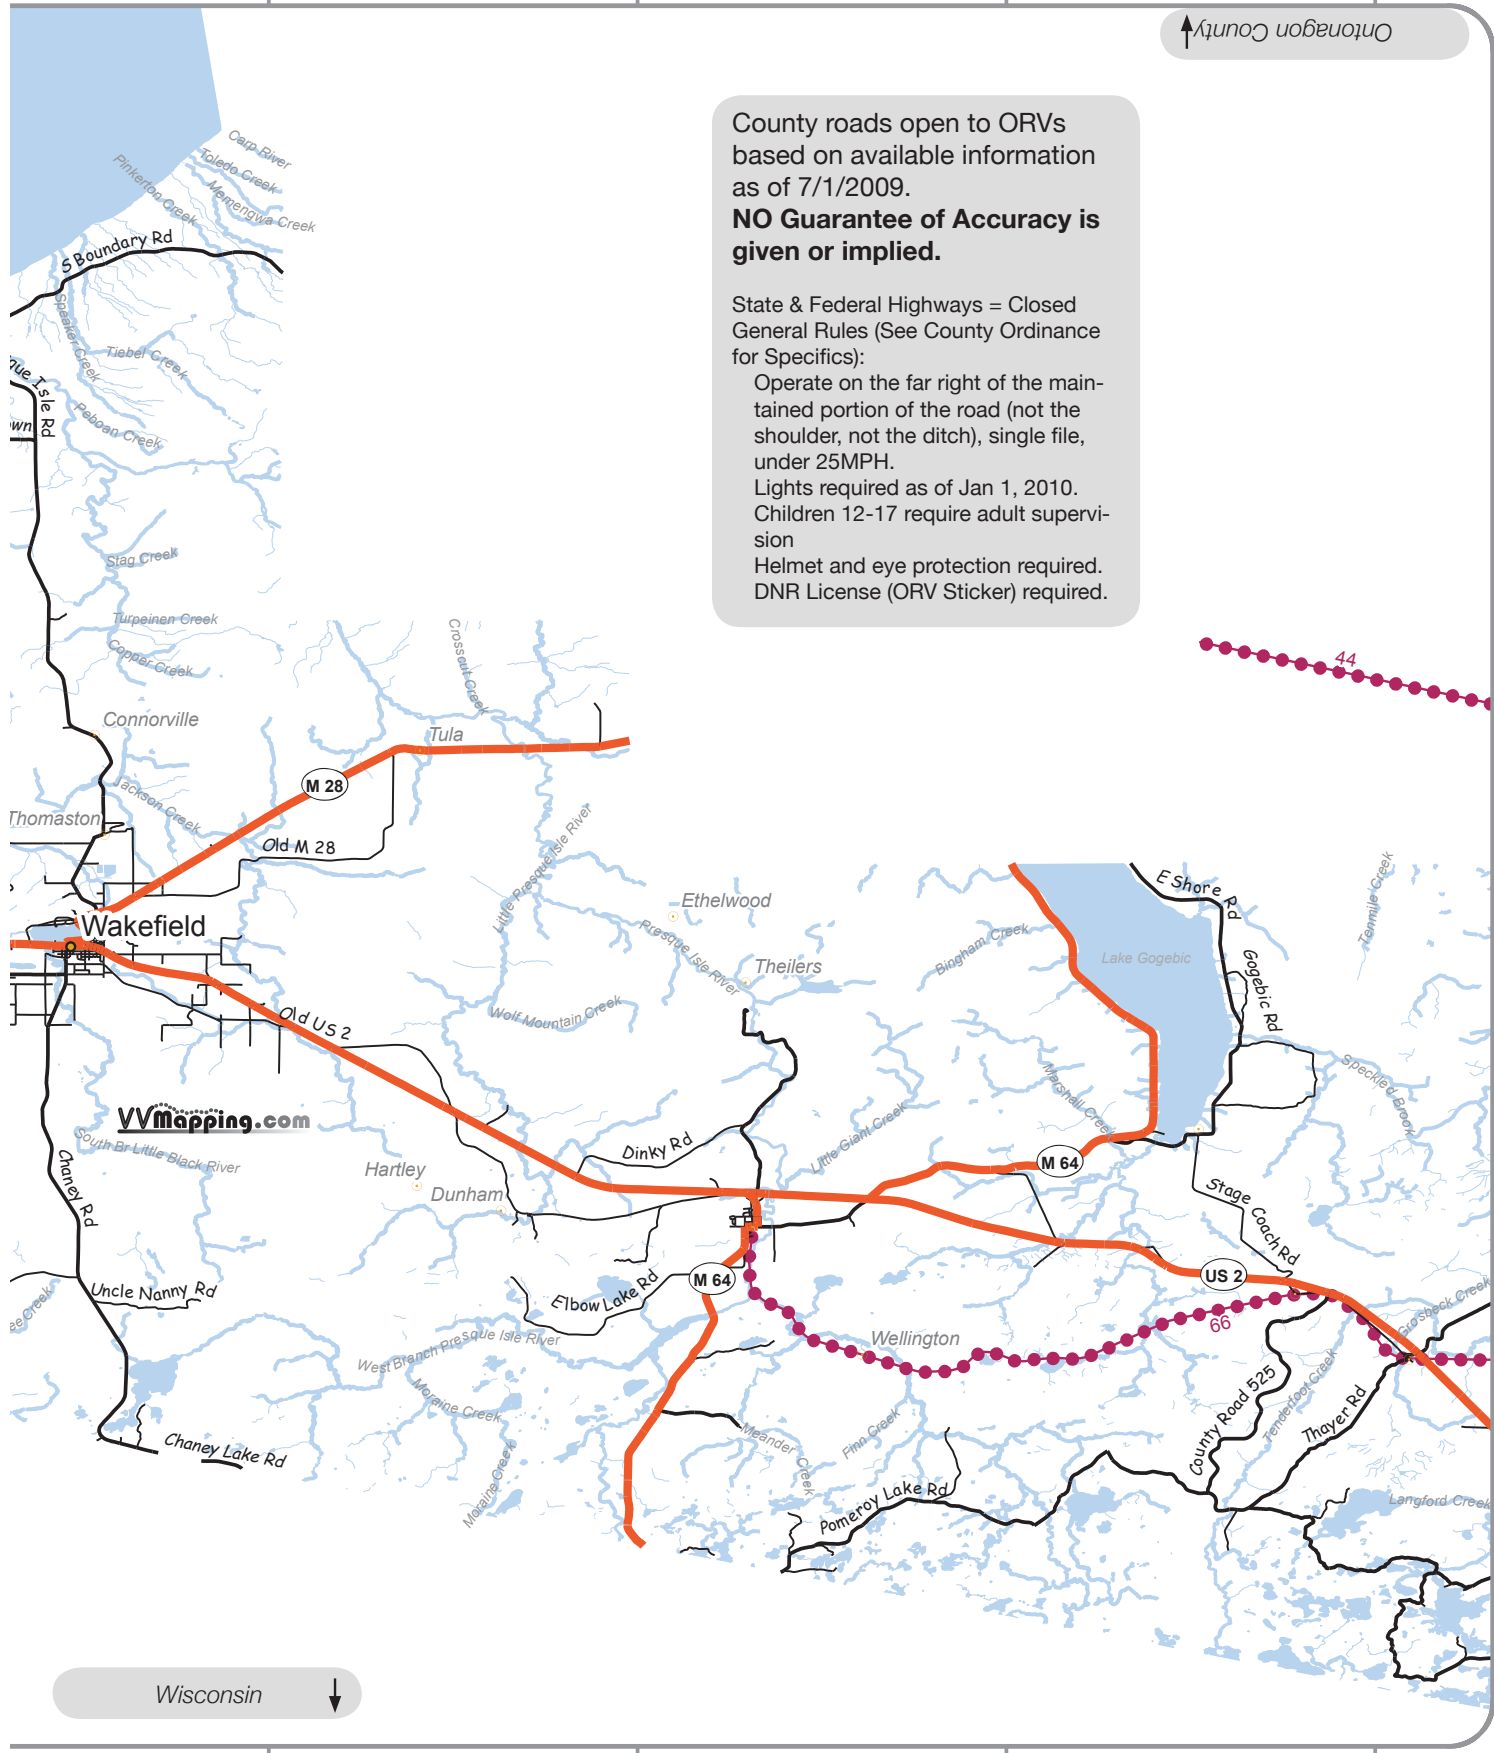 Ontonagon County
County roads open to ORVs
based on available information
as of 7/1/2009.
NO Guarantee of Accuracy is
given or implied.
State & Federal Highways = Closed
General Rules (See County Ordinance
for Specifics):
Operate on the far right of the main-
tained portion of the road (not the
shoulder, not the ditch), single file,
under 25MPH.
Lights required as of Jan 1, 2010.
Children 12-17 require adult supervi-
sion
Helmet and eye protection required.
DNR License (ORV Sticker) required.
Carp River
Toledo Creek
Memengwa Creek
Pinkerton Creek
S Boundary Rd
Speaker Creek
Tiebel Creek
que Isle Rd
Peboan Creek
wn
Stag Creek
Turpeinen Creek
Copper Creek
Crosscut Creek
44
Connorville
Tula
M 28
Jackson Creek
Thomaston
Old M 28
Little Presque Isle River
Ethelwood
E Shore Rd
Tenmile Creek
Wakefield
Presque Isle River
Theilers
Bingham Creek
Lake Gogebic
Gogebic Rd
Old US 2
Wolf Mountain Creek
Marshall Creek
Speckled Brook
VVMapping.com
South Br Little Black River
Chaney Rd
Hartley
Dunham
Dinky Rd
Little Giant Creek
M 64
Stage Coach Rd
US 2
M 64
Elbow Lake Rd
Uncle Nanny Rd
ee Creek
66
Grosbeck Creek
Wellington
West Branch Presque Isle River
Moraine Creek
Moraine Creek
Meander Creek
Finn Creek
County Road 525
Tenderfoot Creek
Thayer Rd
Chaney Lake Rd
Pomeroy Lake Rd
Langford Creek
Wisconsin